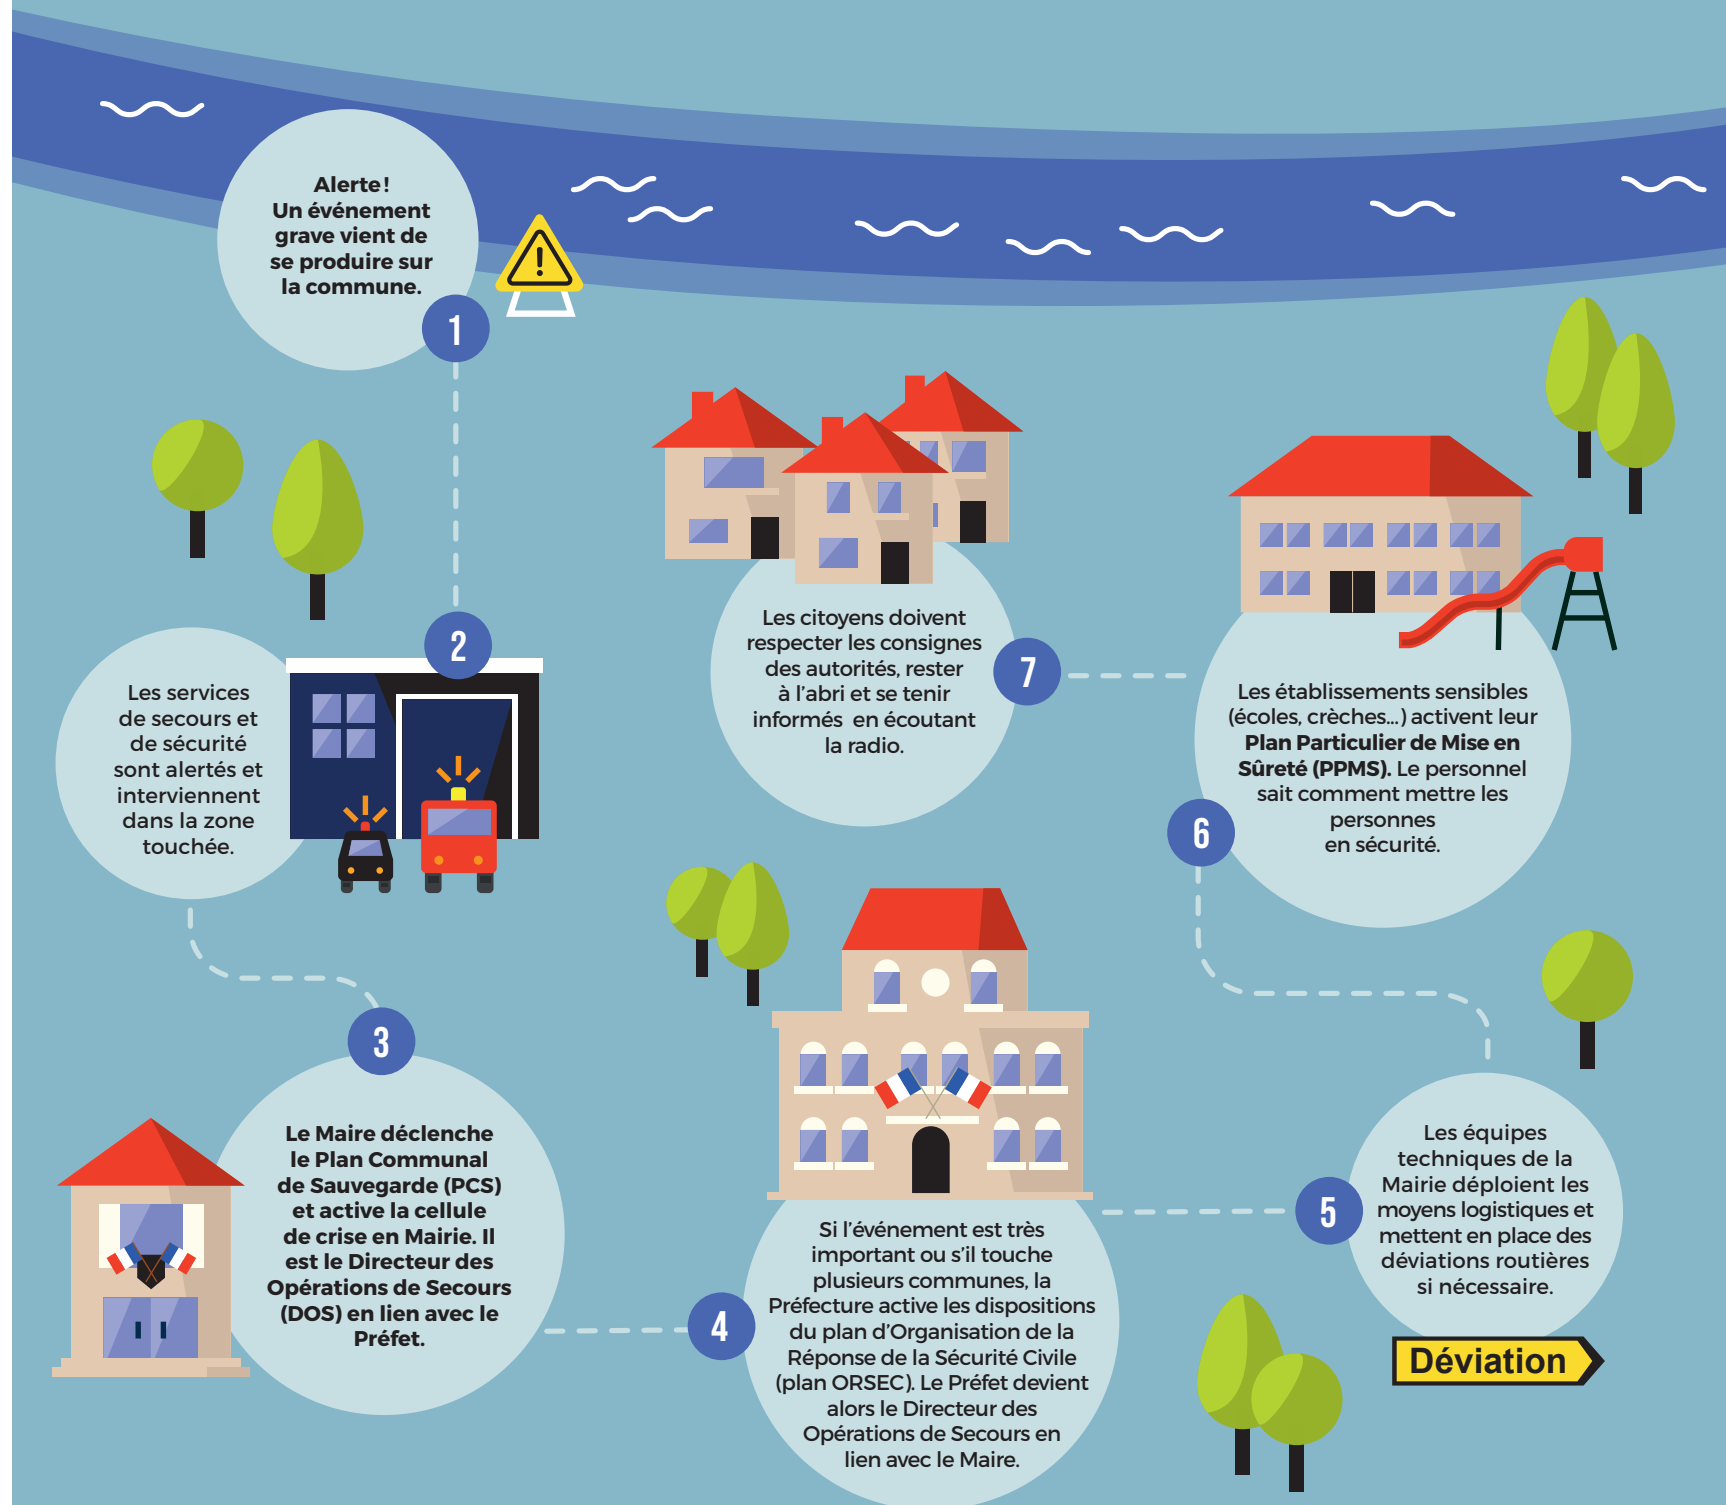 Alerte !
Un événement
grave vient de
se produire sur
la commune.
1
2
Les services
de secours et
de sécurité
sont alertés et
interviennent
dans la zone
touchée.
3
Le Maire déclenche
le Plan Communal
de Sauvegarde (PCS)
et active la cellule
de crise en Mairie. Il
est le Directeur des
Opérations de Secours
(DOS) en lien avec le
Préfet.
4
Si l’événement est très
important ou s’il touche
plusieurs communes, la
Préfecture active les dispositions
du plan d’Organisation de la
Réponse de la Sécurité Civile
(plan ORSEC). Le Préfet devient
alors le Directeur des
Opérations de Secours en
lien avec le Maire.
5
Les équipes
techniques de la
Mairie déploient les
moyens logistiques et
mettent en place des
déviations routières
si nécessaire.
Déviation
6
Les établissements sensibles
(écoles, crèches…) activent leur
Plan Particulier de Mise en
Sûreté (PPMS). Le personnel
sait comment mettre les
personnes
en sécurité.
7
Les citoyens doivent
respecter les consignes
des autorités, rester
à l’abri et se tenir
informés en écoutant
la radio.